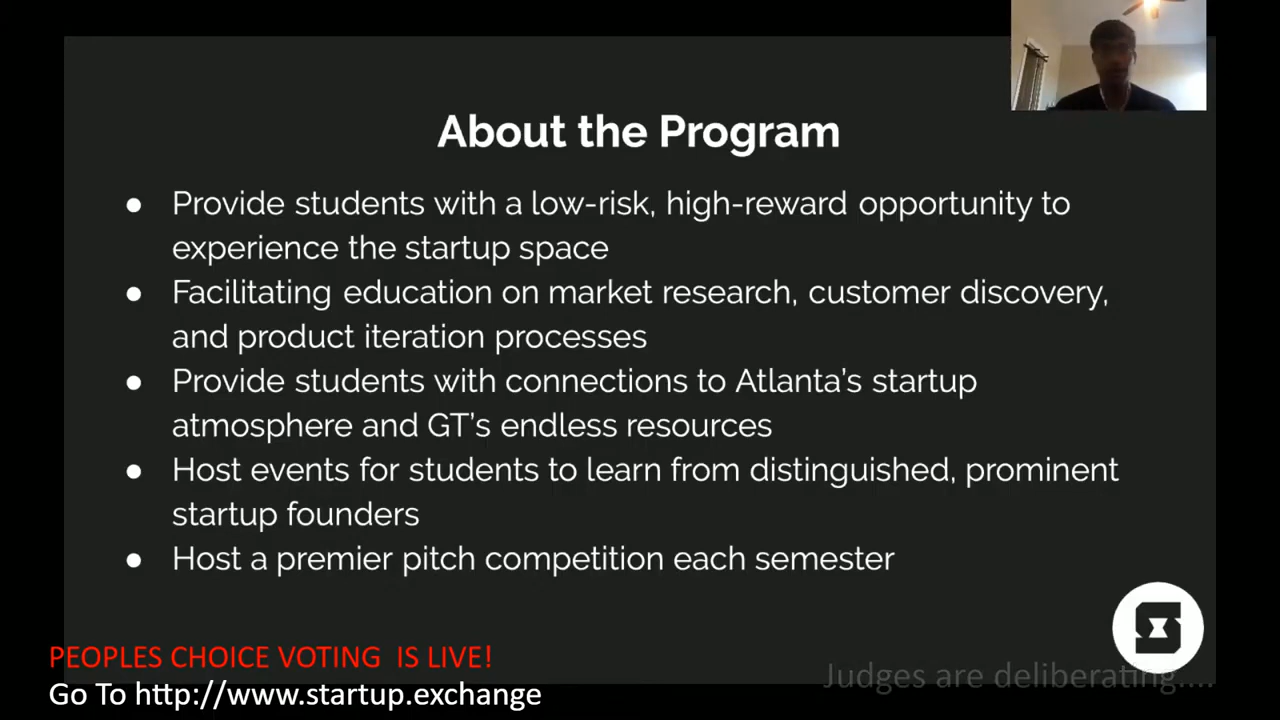 About the Program
● Provide students with a low-risk, high-reward opportunity to
experience the startup space
● Facilitating education on market research, customer discovery,
and product iteration processes
● Provide students with connections to Atlanta's startup
atmosphere and GT's endless resources
● Host events for students to learn from distinguished, prominent
startup founders
● Host a premier pitch competition each semester
PEOPLES CHOICE VOTING IS LIVE!
Go To http://www.startup.exchange
Judges are deliberating....